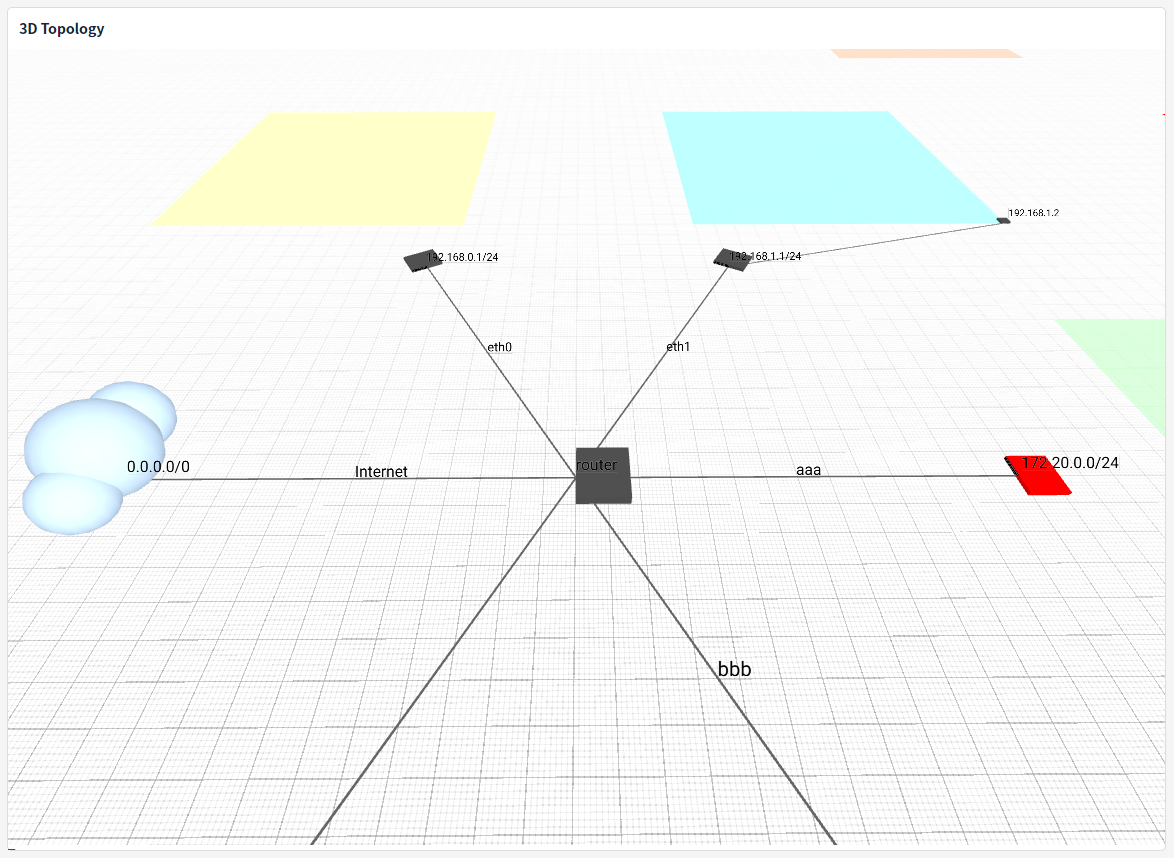 3D Topology
192.168.1.2
192.168.0.1/24
192.168.1.1/24
eth0
eth1
0.0.0.0/0
Internet
router
aaa
172.20.0.0/24
bbb